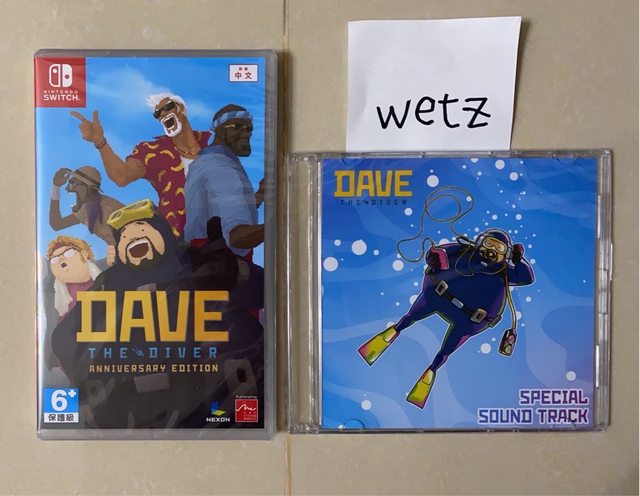 NINTENDO
SWITCH
中文
DAVE
THE DIVER
ANNIVERSARY EDITION
6+
保護級
NEXON
Published by
wetz
DAVE
THE DIVER
SPECIAL
SOUND TRACK